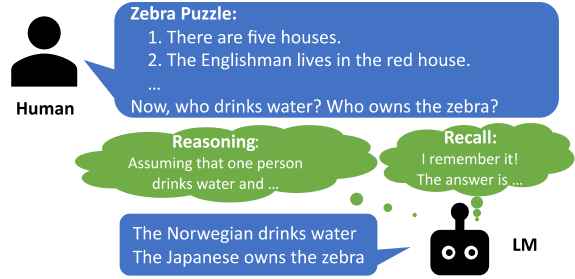 Zebra Puzzle:
1. There are five houses.
2. The Englishman lives in the red house.
…
Now, who drinks water? Who owns the zebra?
Human
Reasoning:
Assuming that one person
drinks water and …
Recall:
I remember it!
The answer is …
The Norwegian drinks water
The Japanese owns the zebra
LM